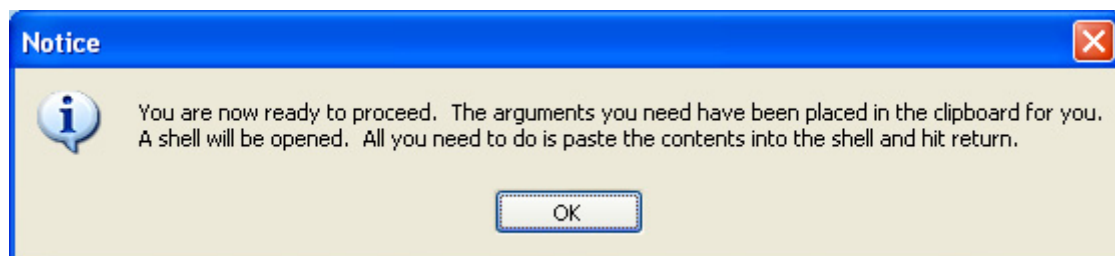 Notice
You are now ready to proceed.  The arguments you need have been placed in the clipboard for you.
A shell will be opened.  All you need to do is paste the contents into the shell and hit return.
OK